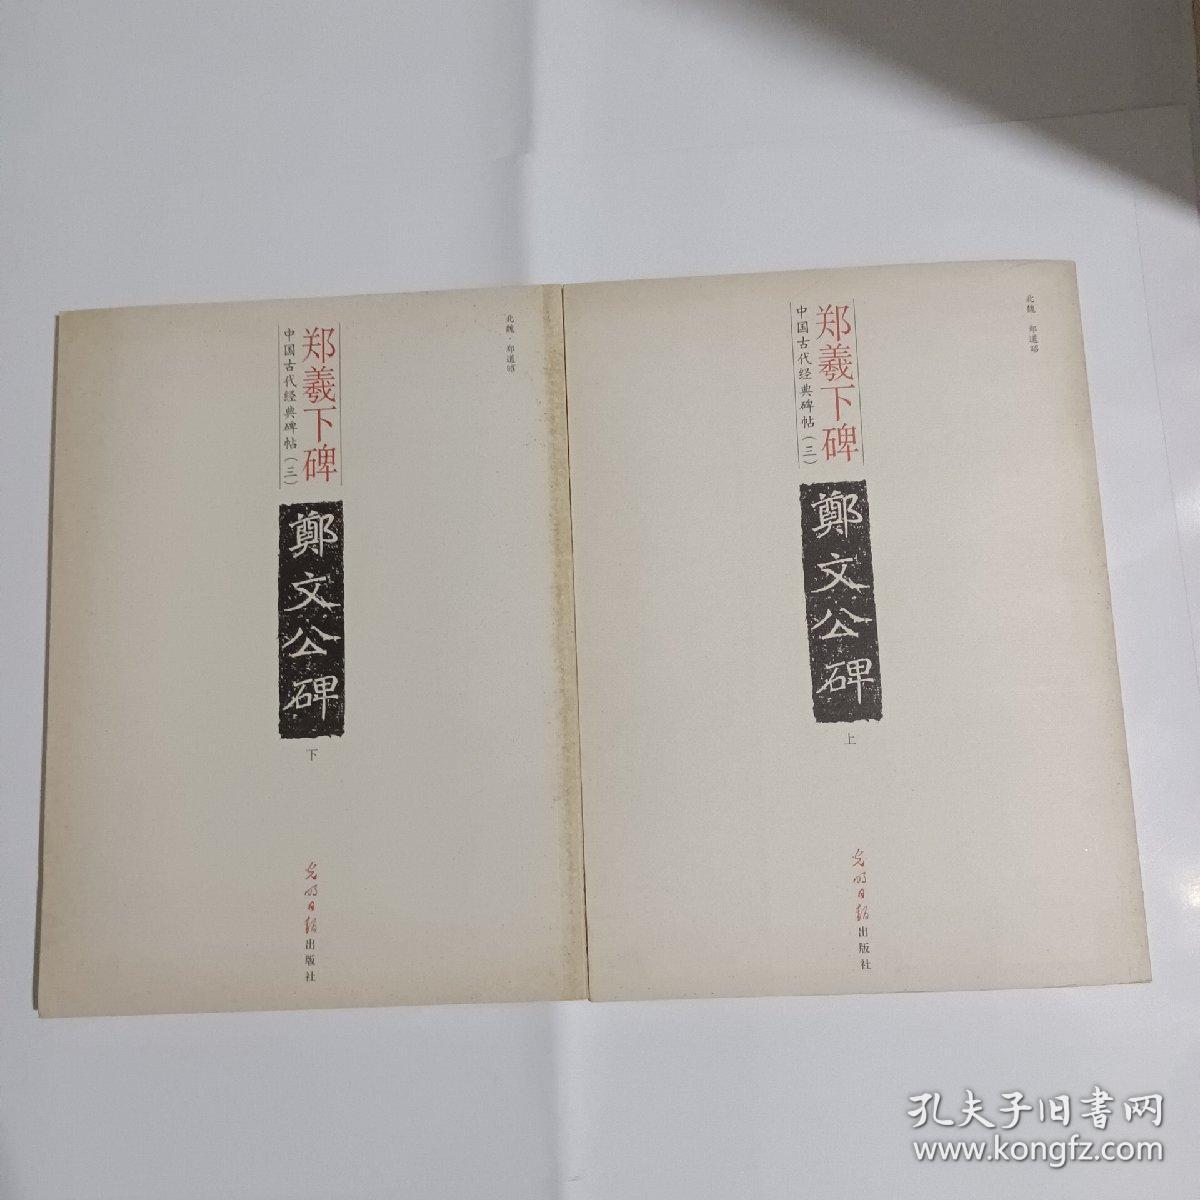 北魏·郑道昭
郑羲下碑
中国古代经典碑帖(三)
鄭文公碑
下
光明日报出版社
北魏 郑道昭
郑羲下碑
中国古代经典碑帖(三)
鄭文公碑
上
光明日报出版社
孔夫子旧书网
www.kongfz.com